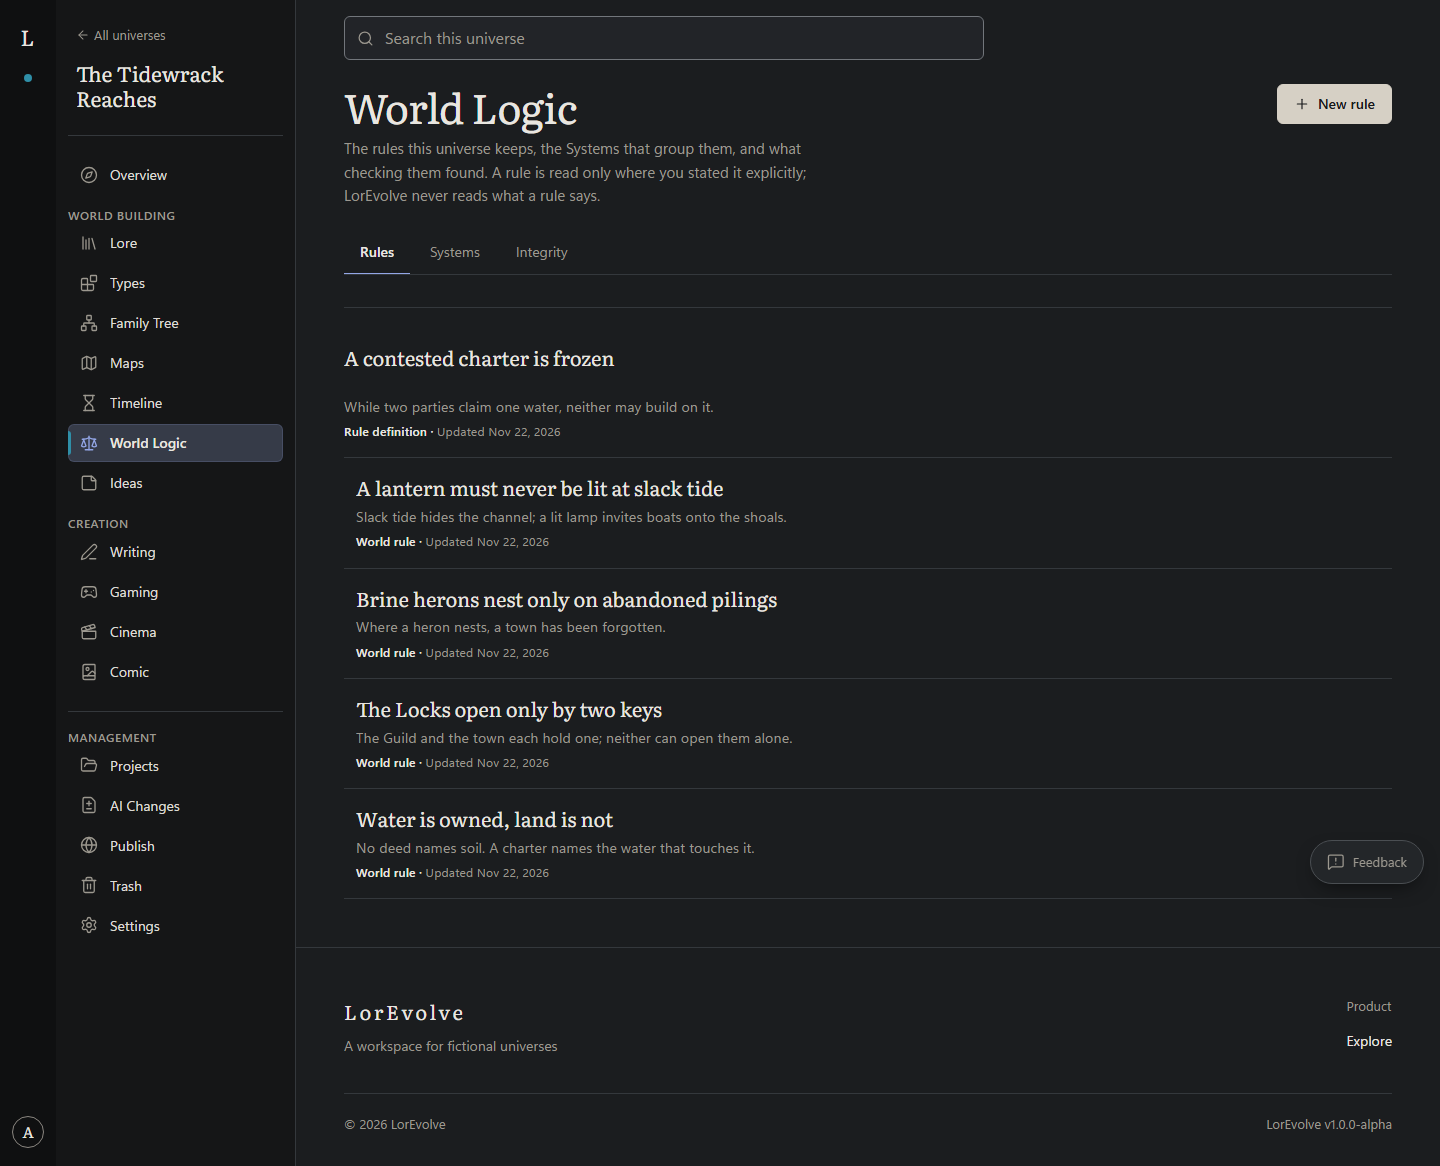 L
All universes
The Tidewrack
Reaches
Overview
WORLD BUILDING
Lore
Types
Family Tree
Maps
Timeline
World Logic
Ideas
CREATION
Writing
Gaming
Cinema
Comic
MANAGEMENT
Projects
AI Changes
Publish
Trash
Settings
A
Search this universe
World Logic
New rule
The rules this universe keeps, the Systems that group them, and what
checking them found. A rule is read only where you stated it explicitly;
LorEvolve never reads what a rule says.
Rules Systems Integrity
A contested charter is frozen
While two parties claim one water, neither may build on it.
Rule definition · Updated Nov 22, 2026
A lantern must never be lit at slack tide
Slack tide hides the channel; a lit lamp invites boats onto the shoals.
World rule · Updated Nov 22, 2026
Brine herons nest only on abandoned pilings
Where a heron nests, a town has been forgotten.
World rule · Updated Nov 22, 2026
The Locks open only by two keys
The Guild and the town each hold one; neither can open them alone.
World rule · Updated Nov 22, 2026
Water is owned, land is not
No deed names soil. A charter names the water that touches it.
World rule · Updated Nov 22, 2026
Feedback
LorEvolve
A workspace for fictional universes
Product
Explore
© 2026 LorEvolve
LorEvolve v1.0.0-alpha